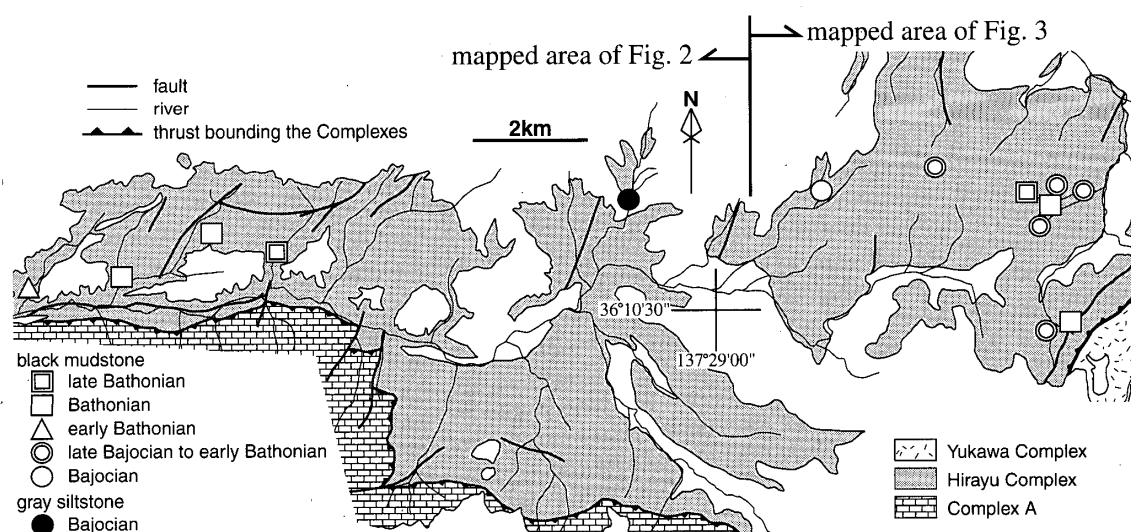 mapped area of Fig. 3
mapped area of Fig. 2
fault
river
thrust bounding the Complexes
2km
N
36°10'30"
137°29'00"
black mudstone
late Bathonian
Bathonian
early Bathonian
late Bajocian to early Bathonian
Bajocian
gray siltstone
Bajocian
Yukawa Complex
Hirayu Complex
Complex A